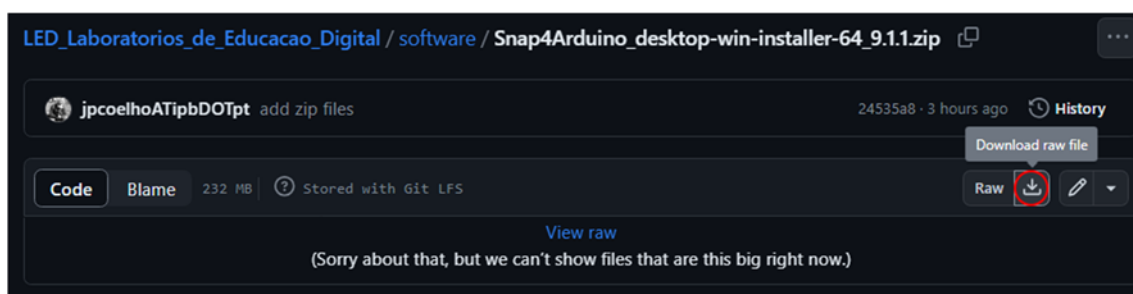 LED_Laboratorios_de_Educacao_Digital / software / Snap4Arduino_desktop-win-installer-64_9.1.1.zip
jpcoelhoATipbDOTpt add zip files 24535a8 · 3 hours ago History
Download raw file
Code Blame 232 MB Stored with Git LFS Raw
View raw
(Sorry about that, but we can't show files that are this big right now.)